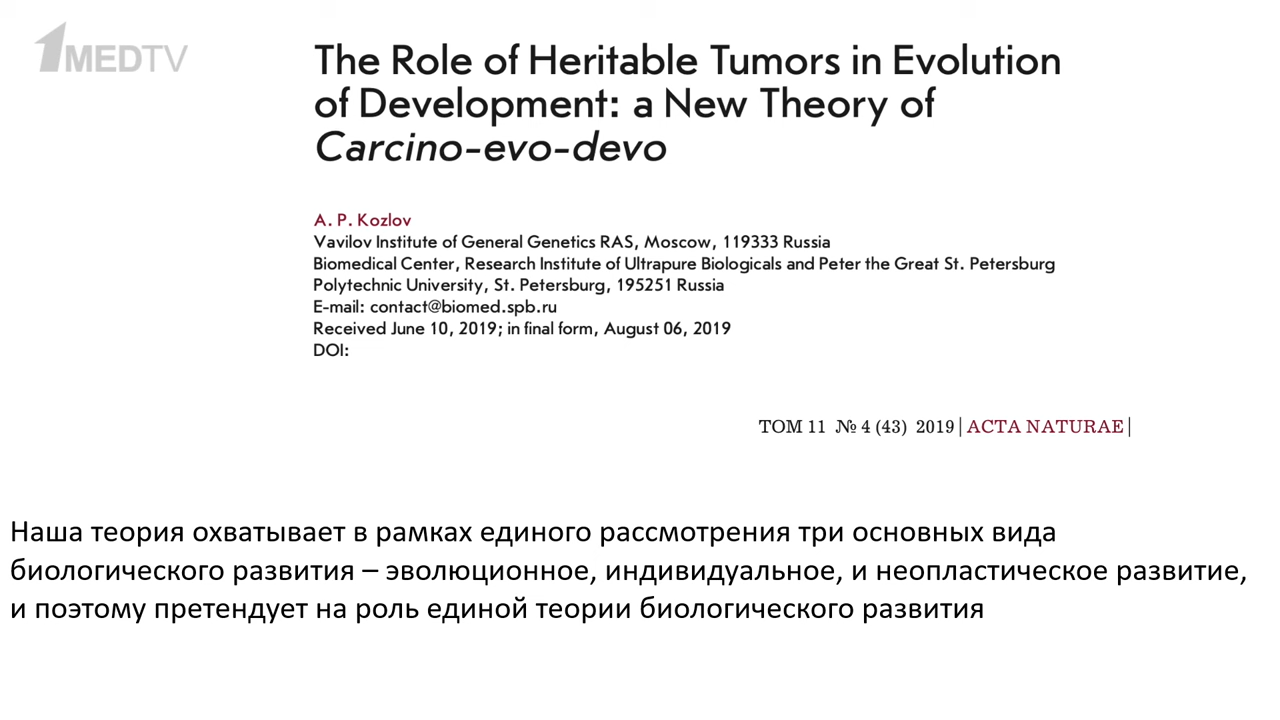 1MEDTV
The Role of Heritable Tumors in Evolution
of Development: a New Theory of
Carcino-evo-devo
A. P. Kozlov
Vavilov Institute of General Genetics RAS, Moscow, 119333 Russia
Biomedical Center, Research Institute of Ultrapure Biologicals and Peter the Great St. Petersburg
Polytechnic University, St. Petersburg, 195251 Russia
E-mail: contact@biomed.spb.ru
Received June 10, 2019; in final form, August 06, 2019
DOI:
ТОМ 11 № 4 (43) 2019 | ACTA NATURAE |
Наша теория охватывает в рамках единого рассмотрения три основных вида
биологического развития – эволюционное, индивидуальное, и неопластическое развитие,
и поэтому претендует на роль единой теории биологического развития